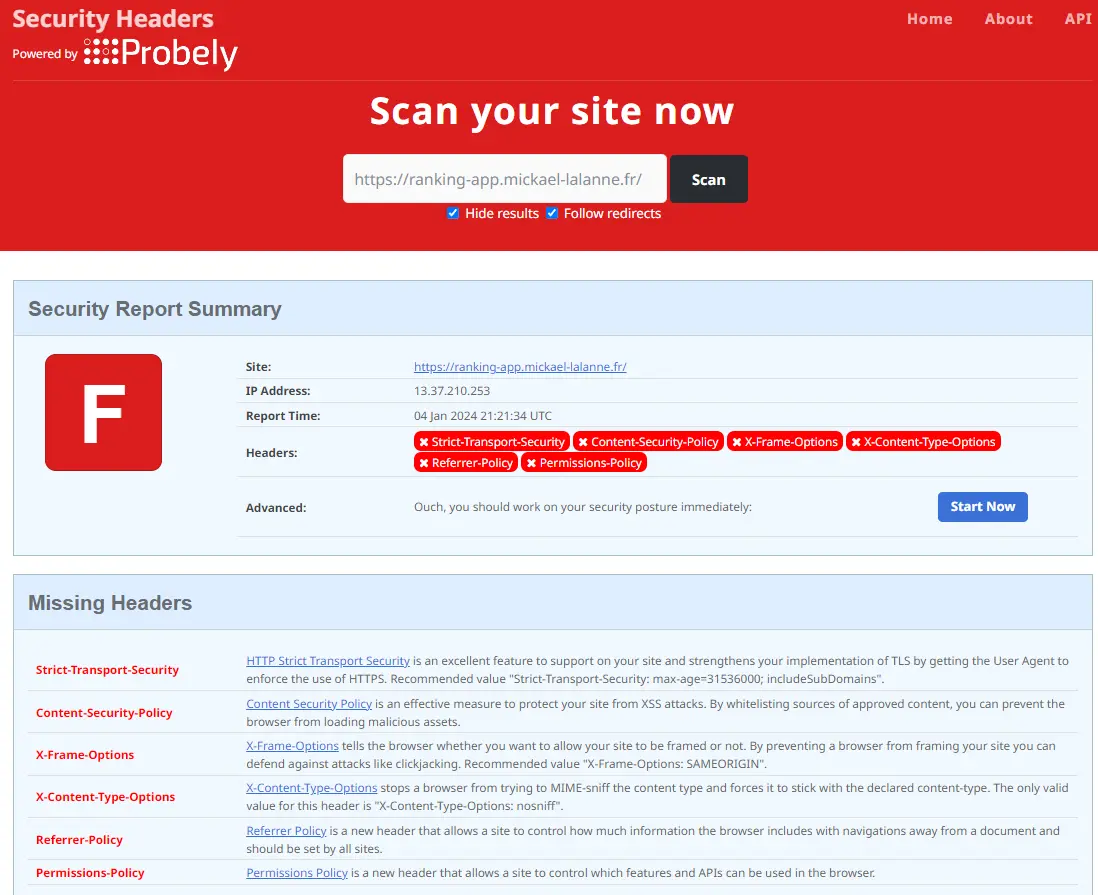 Security Headers
Home About API
Powered by Probely
Scan your site now
https://ranking-app.mickael-lalanne.fr/ Scan
Hide results Follow redirects
Security Report Summary
F
Site: https://ranking-app.mickael-lalanne.fr/
IP Address: 13.37.210.253
Report Time: 04 Jan 2024 21:21:34 UTC
Headers: ✖ Strict-Transport-Security ✖ Content-Security-Policy ✖ X-Frame-Options ✖ X-Content-Type-Options
✖ Referrer-Policy ✖ Permissions-Policy
Advanced: Ouch, you should work on your security posture immediately: Start Now
Missing Headers
Strict-Transport-Security HTTP Strict Transport Security is an excellent feature to support on your site and strengthens your implementation of TLS by getting the User Agent to
enforce the use of HTTPS. Recommended value "Strict-Transport-Security: max-age=31536000; includeSubDomains".
Content-Security-Policy Content Security Policy is an effective measure to protect your site from XSS attacks. By whitelisting sources of approved content, you can prevent the
browser from loading malicious assets.
X-Frame-Options X-Frame-Options tells the browser whether you want to allow your site to be framed or not. By preventing a browser from framing your site you can
defend against attacks like clickjacking. Recommended value "X-Frame-Options: SAMEORIGIN".
X-Content-Type-Options X-Content-Type-Options stops a browser from trying to MIME-sniff the content type and forces it to stick with the declared content-type. The only valid
value for this header is "X-Content-Type-Options: nosniff".
Referrer-Policy Referrer Policy is a new header that allows a site to control how much information the browser includes with navigations away from a document and
should be set by all sites.
Permissions-Policy Permissions Policy is a new header that allows a site to control which features and APIs can be used in the browser.